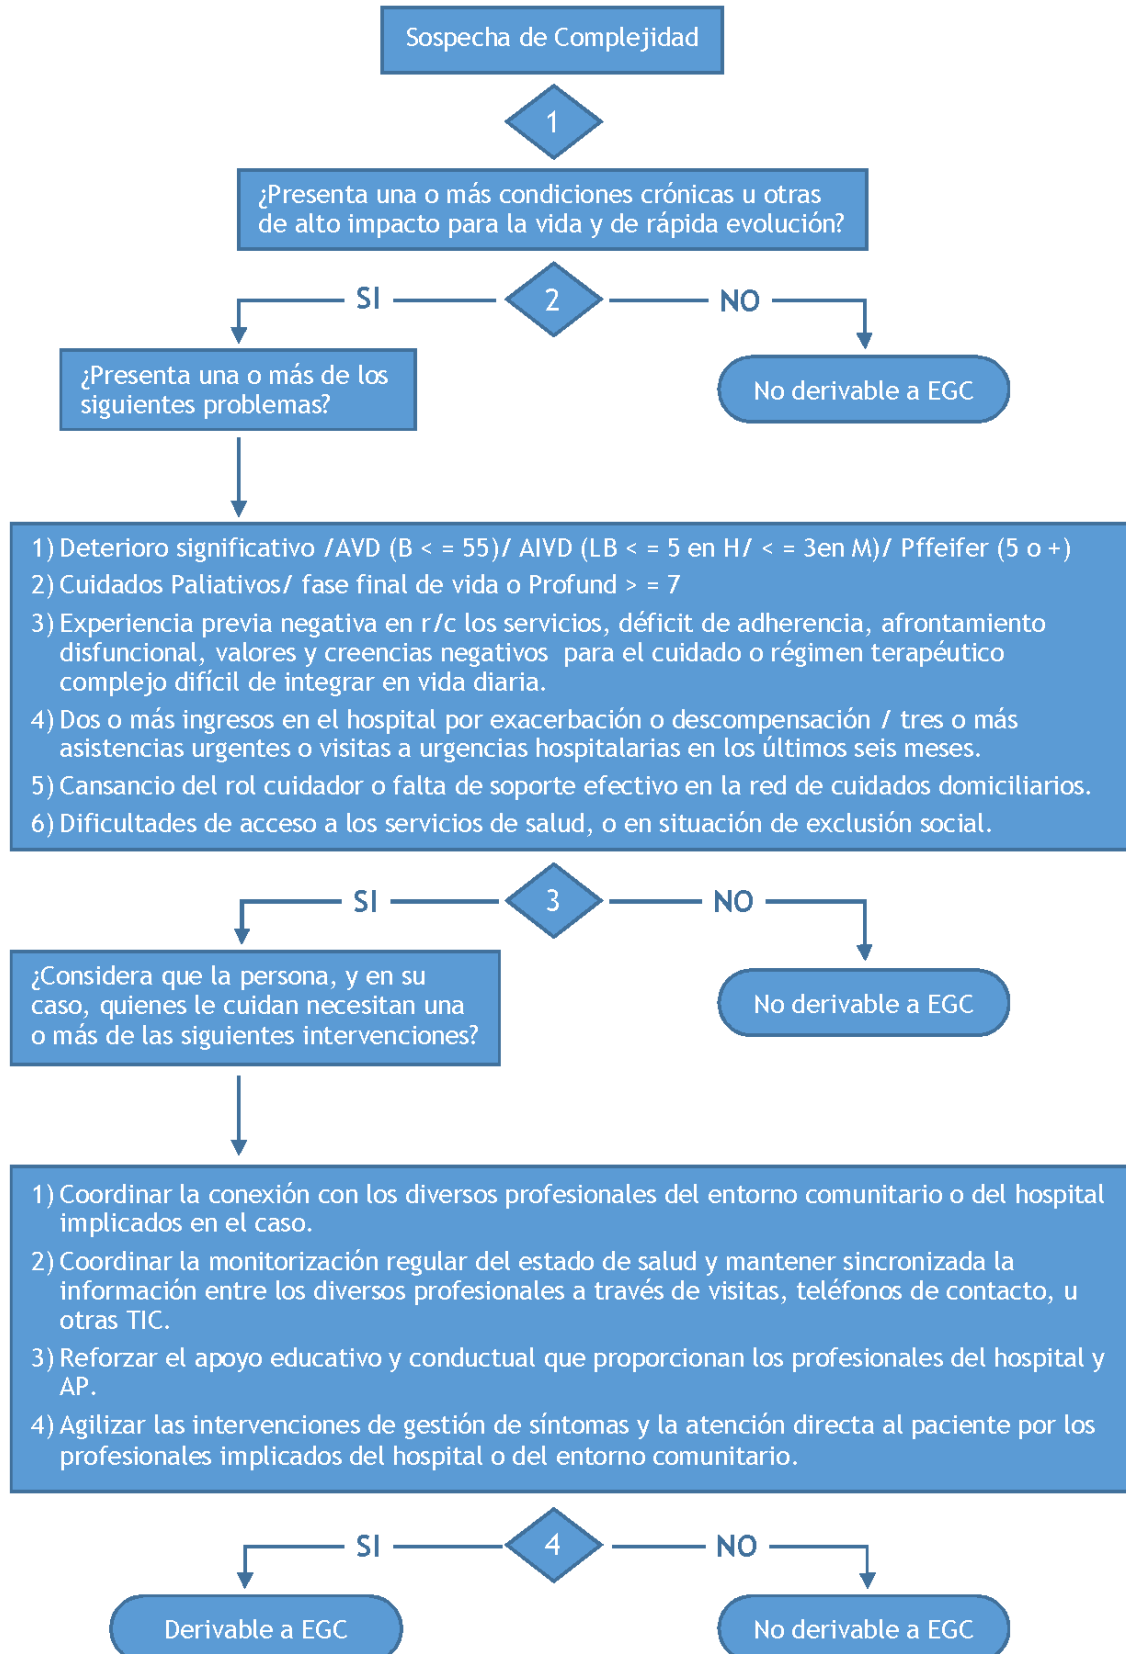 Sospecha de Complejidad
1
¿Presenta una o más condiciones crónicas u otras
de alto impacto para la vida y de rápida evolución?
SI
2
NO
¿Presenta una o más de los
siguientes problemas?
No derivable a EGC
1) Deterioro significativo /AVD (B < = 55)/ AIVD (LB < = 5 en H/ < = 3en M)/ Pffeifer (5 o +)
2) Cuidados Paliativos/ fase final de vida o Profund > = 7
3) Experiencia previa negativa en r/c los servicios, déficit de adherencia, afrontamiento
disfuncional, valores y creencias negativos para el cuidado o régimen terapéutico
complejo difícil de integrar en vida diaria.
4) Dos o más ingresos en el hospital por exacerbación o descompensación / tres o más
asistencias urgentes o visitas a urgencias hospitalarias en los últimos seis meses.
5) Cansancio del rol cuidador o falta de soporte efectivo en la red de cuidados domiciliarios.
6) Dificultades de acceso a los servicios de salud, o en situación de exclusión social.
SI
3
NO
¿Considera que la persona, y en su
caso, quienes le cuidan necesitan una
o más de las siguientes intervenciones?
No derivable a EGC
1) Coordinar la conexión con los diversos profesionales del entorno comunitario o del hospital
implicados en el caso.
2) Coordinar la monitorización regular del estado de salud y mantener sincronizada la
información entre los diversos profesionales a través de visitas, teléfonos de contacto, u
otras TIC.
3) Reforzar el apoyo educativo y conductual que proporcionan los profesionales del hospital y
AP.
4) Agilizar las intervenciones de gestión de síntomas y la atención directa al paciente por los
profesionales implicados del hospital o del entorno comunitario.
SI
4
NO
Derivable a EGC
No derivable a EGC